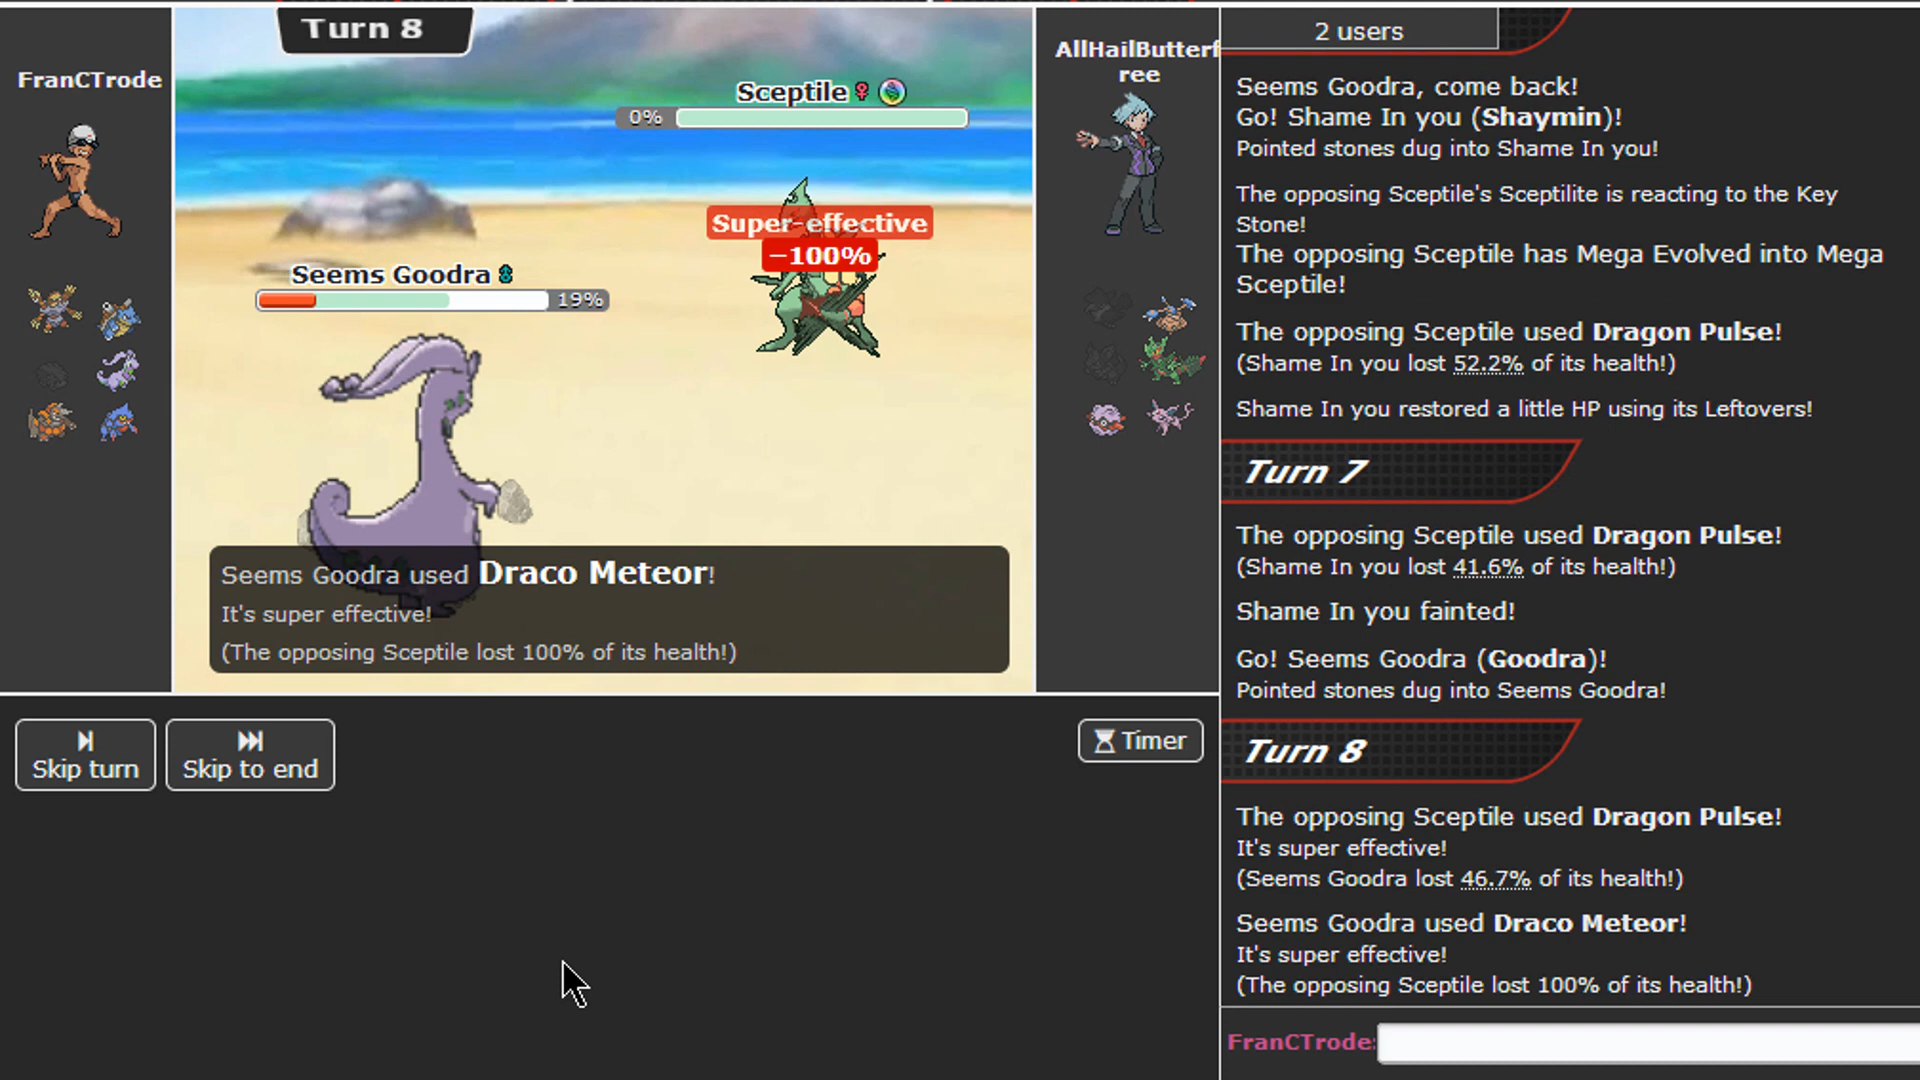 Turn 8
FranCTrode
Sceptile
0%
Super-effective
−100%
Seems Goodra
19%
Seems Goodra used Draco Meteor!
It's super effective!
(The opposing Sceptile lost 100% of its health!)
AllHailButterf
ree
Skip turn
Skip to end
Timer
2 users
Seems Goodra, come back!
Go! Shame In you (Shaymin)!
Pointed stones dug into Shame In you!
The opposing Sceptile's Sceptilite is reacting to the Key
Stone!
The opposing Sceptile has Mega Evolved into Mega
Sceptile!
The opposing Sceptile used Dragon Pulse!
(Shame In you lost 52.2% of its health!)
Shame In you restored a little HP using its Leftovers!
Turn 7
The opposing Sceptile used Dragon Pulse!
(Shame In you lost 41.6% of its health!)
Shame In you fainted!
Go! Seems Goodra (Goodra)!
Pointed stones dug into Seems Goodra!
Turn 8
The opposing Sceptile used Dragon Pulse!
It's super effective!
(Seems Goodra lost 46.7% of its health!)
Seems Goodra used Draco Meteor!
It's super effective!
(The opposing Sceptile lost 100% of its health!)
FranCTrode: